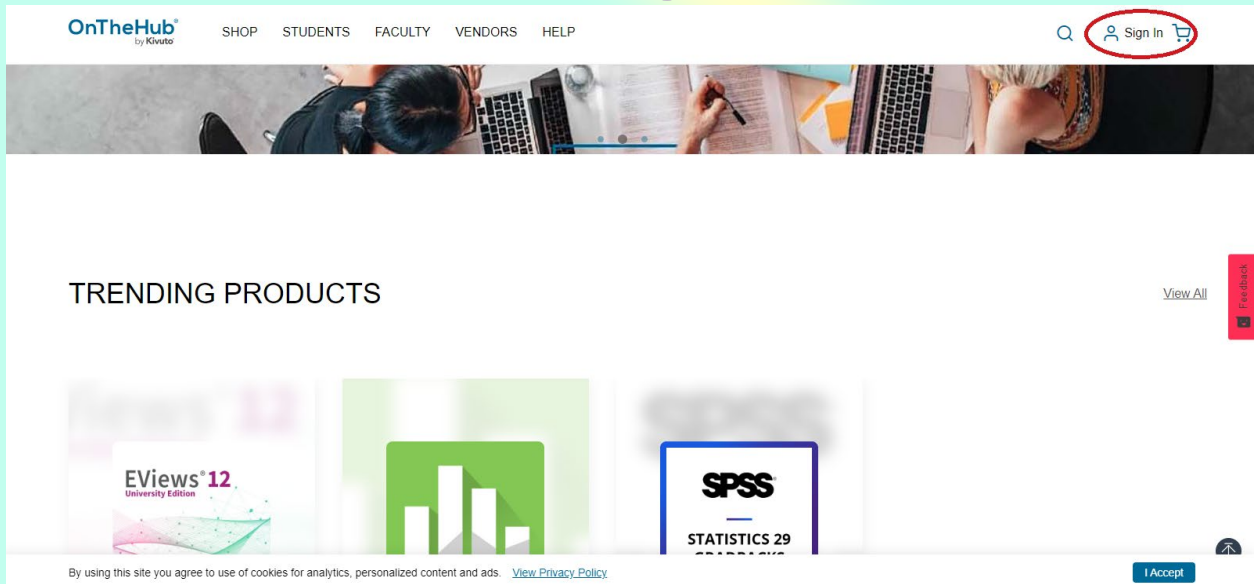 OnTheHub®
by Kivuto
SHOP STUDENTS FACULTY VENDORS HELP
Sign In
TRENDING PRODUCTS
View All
Feedback
EViews®12
University Edition
SPSS
STATISTICS 29
GRADPACKS
By using this site you agree to use of cookies for analytics, personalized content and ads. View Privacy Policy
I Accept